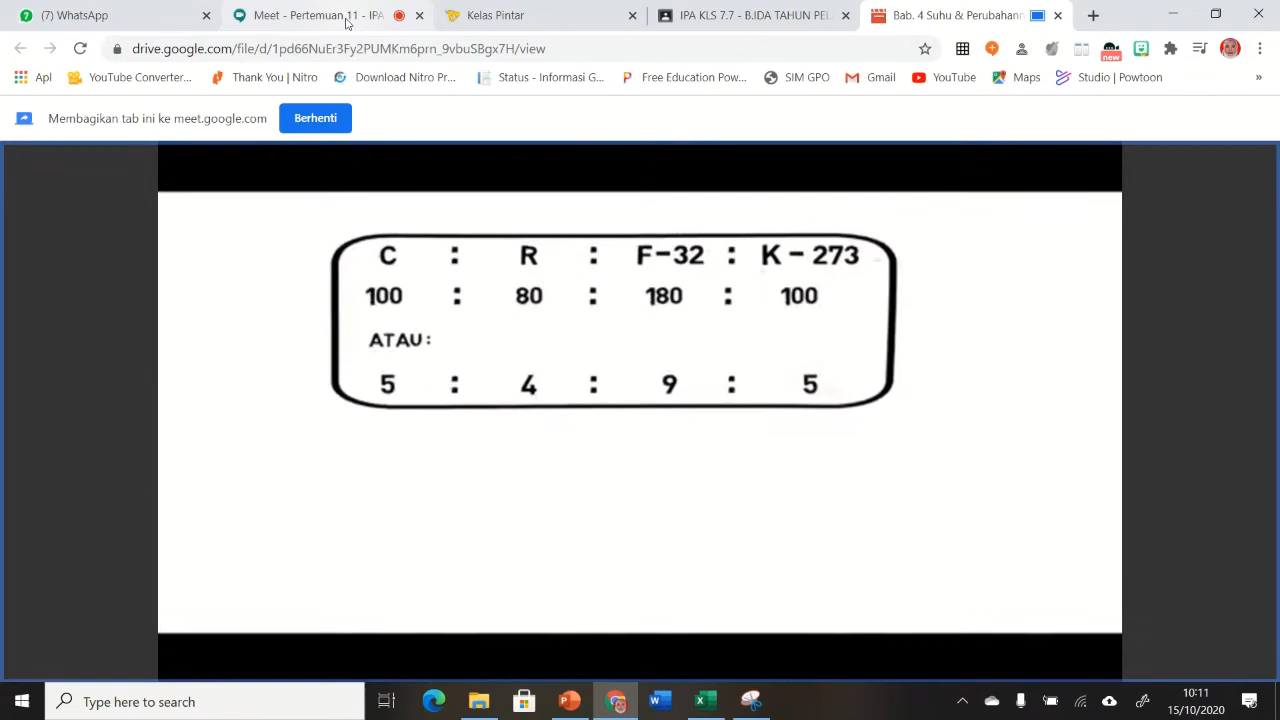 (7) WhatsApp
Meet - Pertemuan 11 - IPA
Kelas Pintar
IPA KLS 7.7 - B.IDA TAHUN PEL
Bab. 4 Suhu & Perubahann
drive.google.com/file/d/1pd66NuEr3Fy2PUMKm6prn_9vbuSBgx7H/view
new
Apl
YouTube Converter...
Thank You | Nitro
Download Nitro Pr...
Status - Informasi G...
Free Education Pow...
SIM GPO
Gmail
YouTube
Maps
Studio | Powtoon
»
Membagikan tab ini ke meet.google.com
Berhenti
C : R : F-32 : K - 273
100 : 80 : 180 : 100
ATAU:
5 : 4 : 9 : 5
Type here to search
10:11
15/10/2020